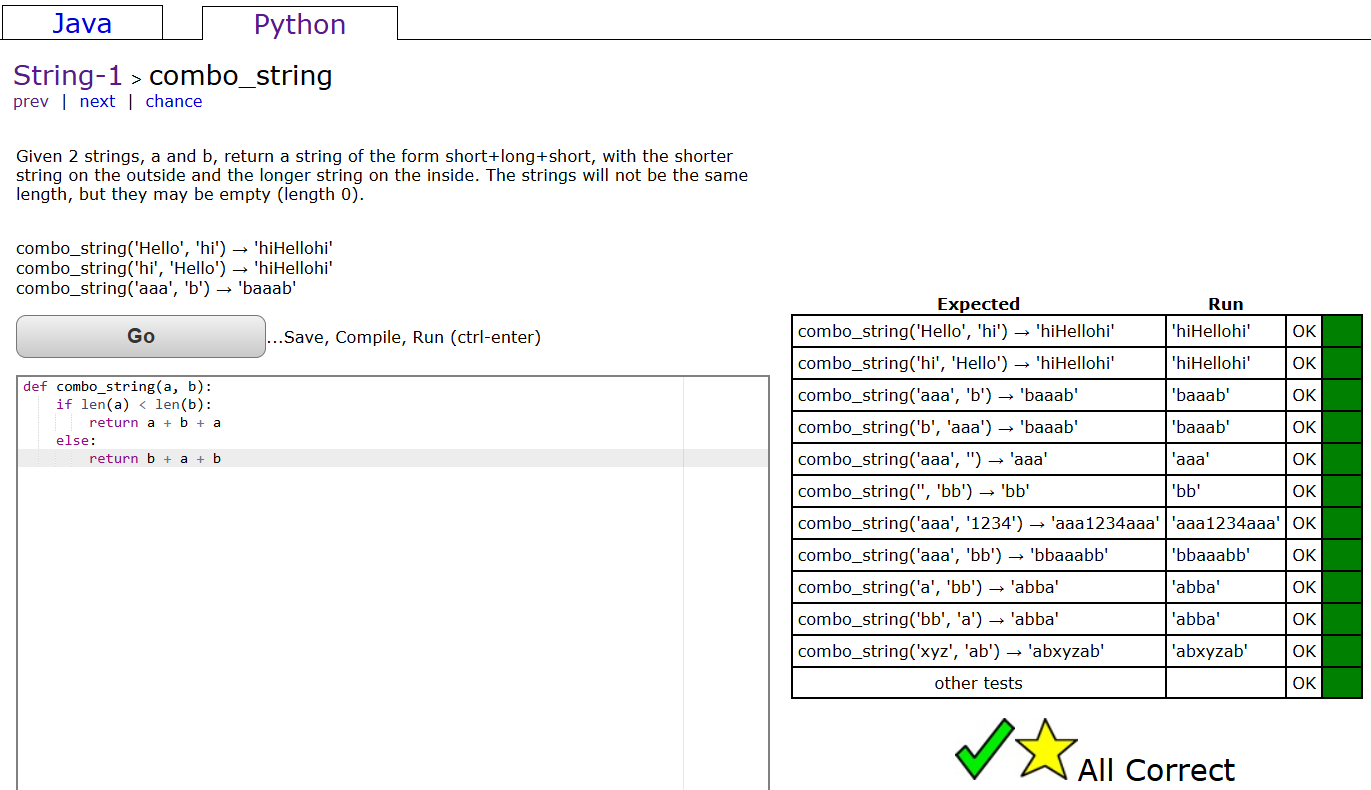 Java
Python
String-1 > combo_string
prev | next | chance
Given 2 strings, a and b, return a string of the form short+long+short, with the shorter
string on the outside and the longer string on the inside. The strings will not be the same
length, but they may be empty (length 0).
combo_string('Hello', 'hi') → 'hiHellohi'
combo_string('hi', 'Hello') → 'hiHellohi'
combo_string('aaa', 'b') → 'baaab'
Go ...Save, Compile, Run (ctrl-enter)
def combo_string(a, b):
    if len(a) < len(b):
        return a + b + a
    else:
        return b + a + b
Expected Run
combo_string('Hello', 'hi') → 'hiHellohi' 'hiHellohi' OK
combo_string('hi', 'Hello') → 'hiHellohi' 'hiHellohi' OK
combo_string('aaa', 'b') → 'baaab' 'baaab' OK
combo_string('b', 'aaa') → 'baaab' 'baaab' OK
combo_string('aaa', '') → 'aaa' 'aaa' OK
combo_string('', 'bb') → 'bb' 'bb' OK
combo_string('aaa', '1234') → 'aaa1234aaa' 'aaa1234aaa' OK
combo_string('aaa', 'bb') → 'bbaaabb' 'bbaaabb' OK
combo_string('a', 'bb') → 'abba' 'abba' OK
combo_string('bb', 'a') → 'abba' 'abba' OK
combo_string('xyz', 'ab') → 'abxyzab' 'abxyzab' OK
other tests OK
All Correct